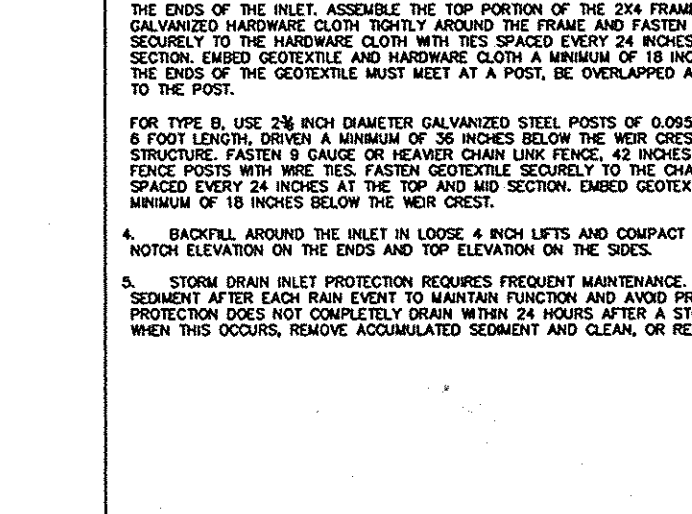 THE ENDS OF THE INLET. ASSEMBLE THE TOP PORTION OF THE 2X4 FRAME
GALVANIZED HARDWARE CLOTH TIGHTLY AROUND THE FRAME AND FASTEN
SECURELY TO THE HARDWARE CLOTH WITH TIES SPACED EVERY 24 INCHES
SECTION. EMBED GEOTEXTILE AND HARDWARE CLOTH A MINIMUM OF 18 INC
THE ENDS OF THE GEOTEXTILE MUST MEET AT A POST, BE OVERLAPPED A
TO THE POST.
FOR TYPE B, USE 2⅜ INCH DIAMETER GALVANIZED STEEL POSTS OF 0.095
6 FOOT LENGTH, DRIVEN A MINIMUM OF 36 INCHES BELOW THE WEIR CRES
STRUCTURE. FASTEN 9 GAUGE OR HEAVIER CHAIN LINK FENCE, 42 INCHES
FENCE POSTS WITH WIRE TIES. FASTEN GEOTEXTILE SECURELY TO THE CHA
SPACED EVERY 24 INCHES AT THE TOP AND MID SECTION. EMBED GEOTEX
MINIMUM OF 18 INCHES BELOW THE WEIR CREST.
4. BACKFILL AROUND THE INLET IN LOOSE 4 INCH LIFTS AND COMPACT
NOTCH ELEVATION ON THE ENDS AND TOP ELEVATION ON THE SIDES.
5. STORM DRAIN INLET PROTECTION REQUIRES FREQUENT MAINTENANCE.
SEDIMENT AFTER EACH RAIN EVENT TO MAINTAIN FUNCTION AND AVOID PR
PROTECTION DOES NOT COMPLETELY DRAIN WITHIN 24 HOURS AFTER A ST
WHEN THIS OCCURS, REMOVE ACCUMULATED SEDIMENT AND CLEAN, OR RE